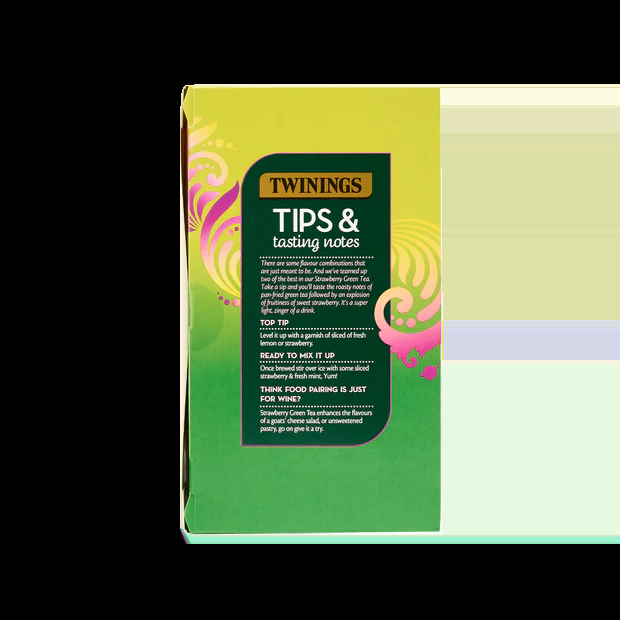 TWININGS
TIPS &
tasting notes
There are some flavour combinations that
are just meant to be. And we've teamed up
two of the best in our Strawberry Green Tea.
Take a sip and you'll taste the roasty notes of
pan-fried green tea followed by an explosion
of fruitiness of sweet strawberry. It's a super
light, zinger of a drink.
TOP TIP
Level it up with a garnish of sliced of fresh
lemon or strawberry.
READY TO MIX IT UP
Once brewed stir over ice with some sliced
strawberry & fresh mint, Yum!
THINK FOOD PAIRING IS JUST
FOR WINE?
Strawberry Green Tea enhances the flavours
of a goats' cheese salad, or unsweetened
pastry, go on give it a try.